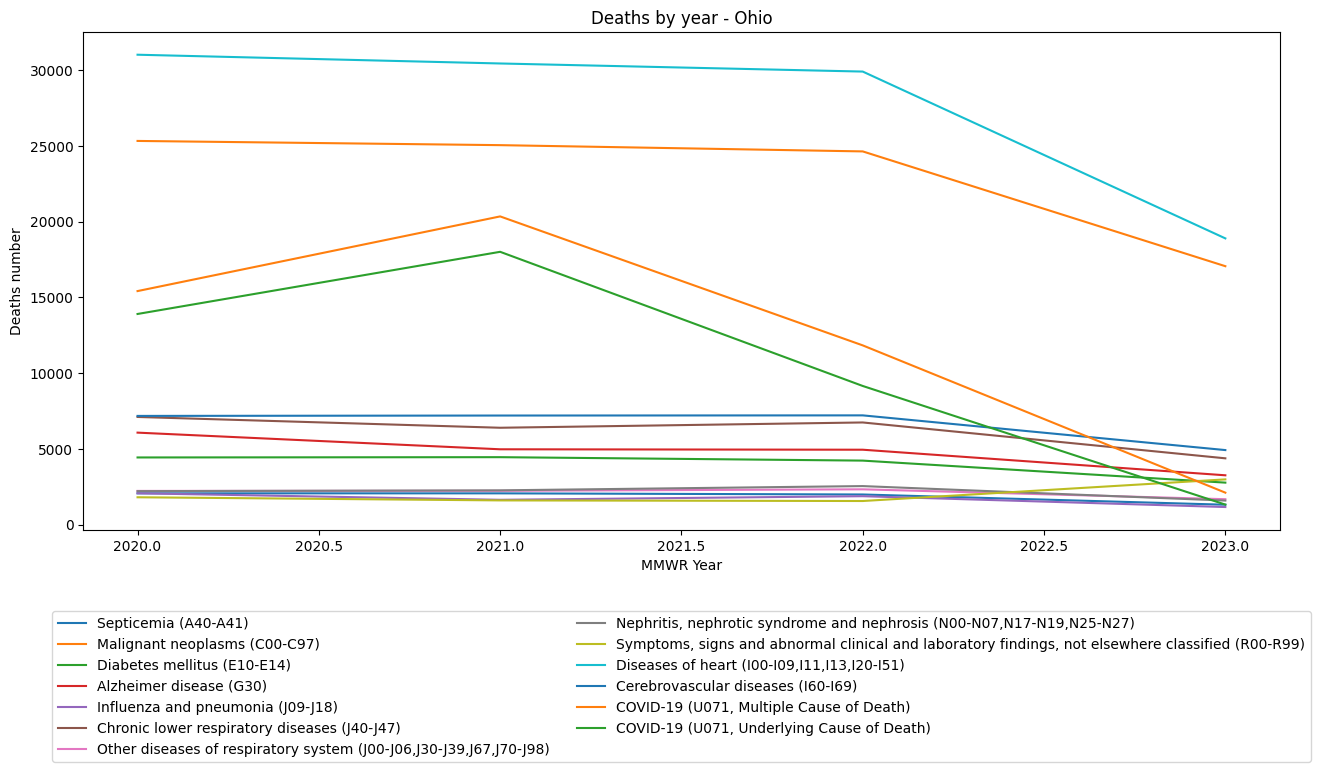 Deaths by year - Ohio
30000
25000
20000
15000
10000
5000
0
Deaths number
2020.0 2020.5 2021.0 2021.5 2022.0 2022.5 2023.0
MMWR Year
Septicemia (A40-A41)
Malignant neoplasms (C00-C97)
Diabetes mellitus (E10-E14)
Alzheimer disease (G30)
Influenza and pneumonia (J09-J18)
Chronic lower respiratory diseases (J40-J47)
Other diseases of respiratory system (J00-J06,J30-J39,J67,J70-J98)
Nephritis, nephrotic syndrome and nephrosis (N00-N07,N17-N19,N25-N27)
Symptoms, signs and abnormal clinical and laboratory findings, not elsewhere classified (R00-R99)
Diseases of heart (I00-I09,I11,I13,I20-I51)
Cerebrovascular diseases (I60-I69)
COVID-19 (U071, Multiple Cause of Death)
COVID-19 (U071, Underlying Cause of Death)